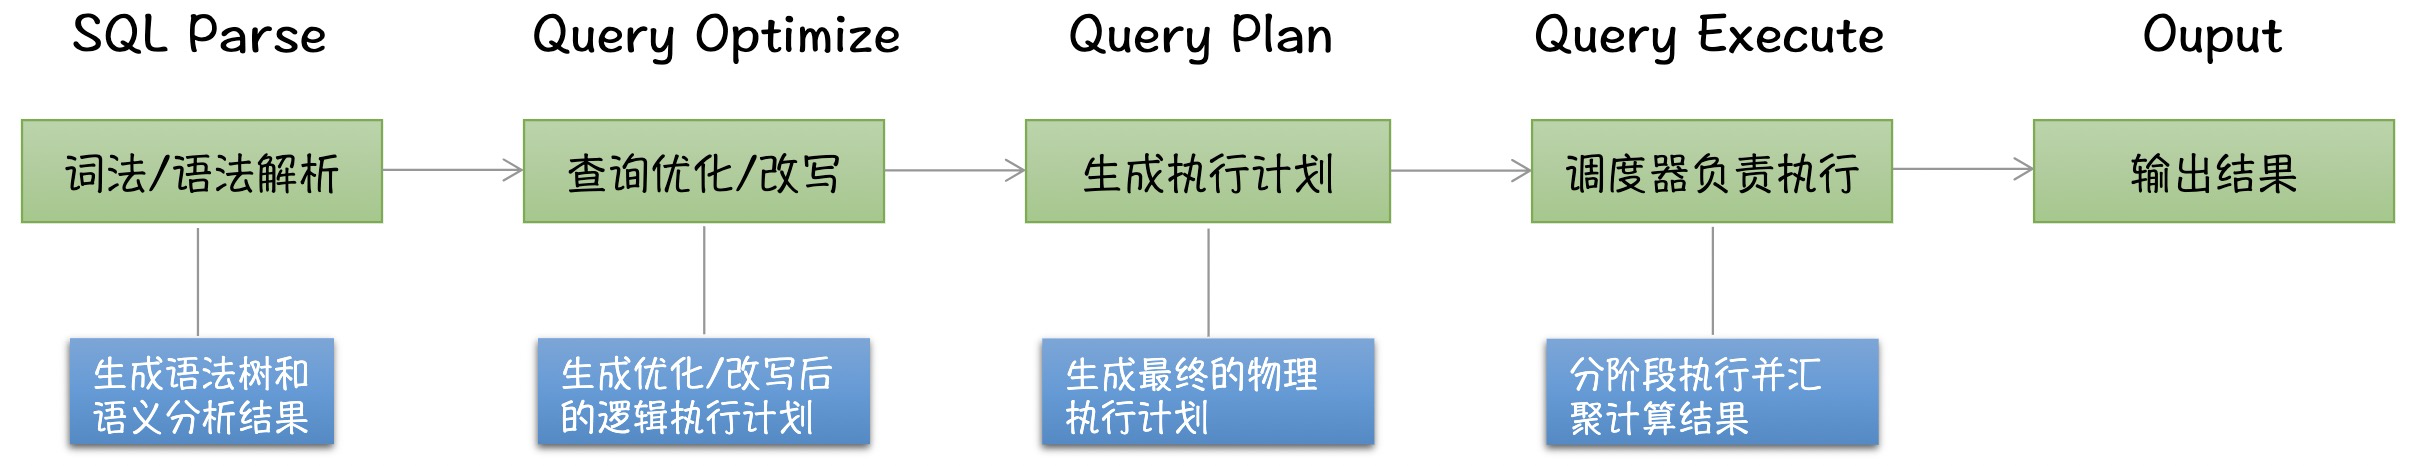 SQL Parse
Query Optimize
Query Plan
Query Execute
Ouput
词法/语法解析
查询优化/改写
生成执行计划
调度器负责执行
输出结果
生成语法树和
语义分析结果
生成优化/改写后
的逻辑执行计划
生成最终的物理
执行计划
分阶段执行并汇
聚计算结果